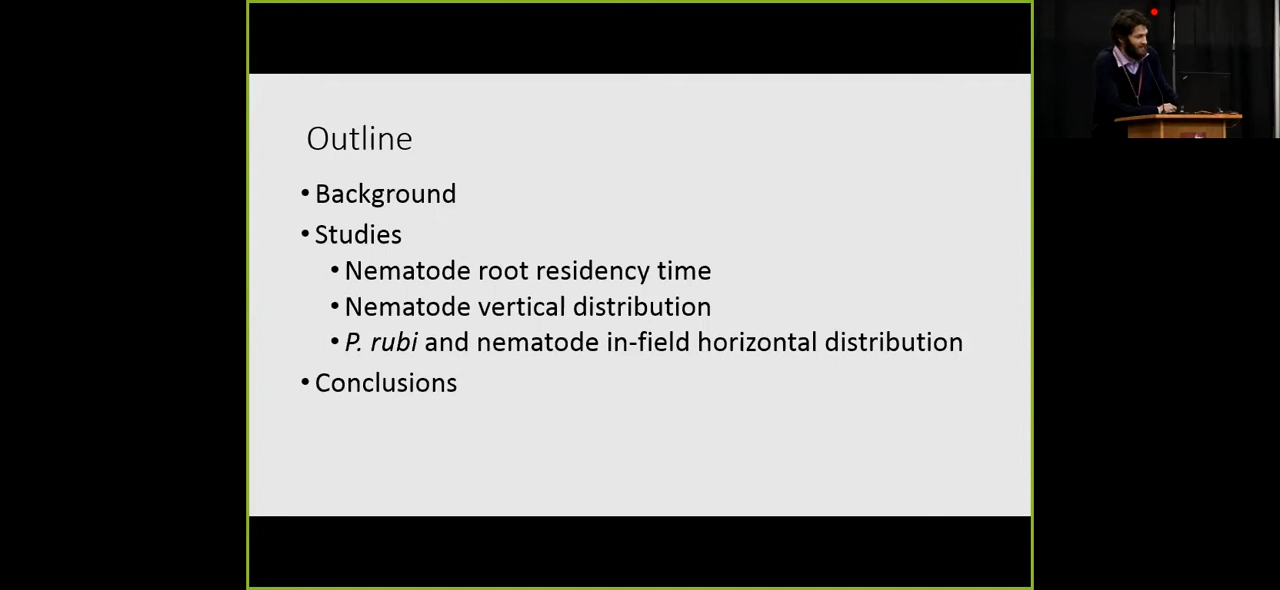 Outline
• Background
• Studies
• Nematode root residency time
• Nematode vertical distribution
• P. rubi and nematode in-field horizontal distribution
• Conclusions